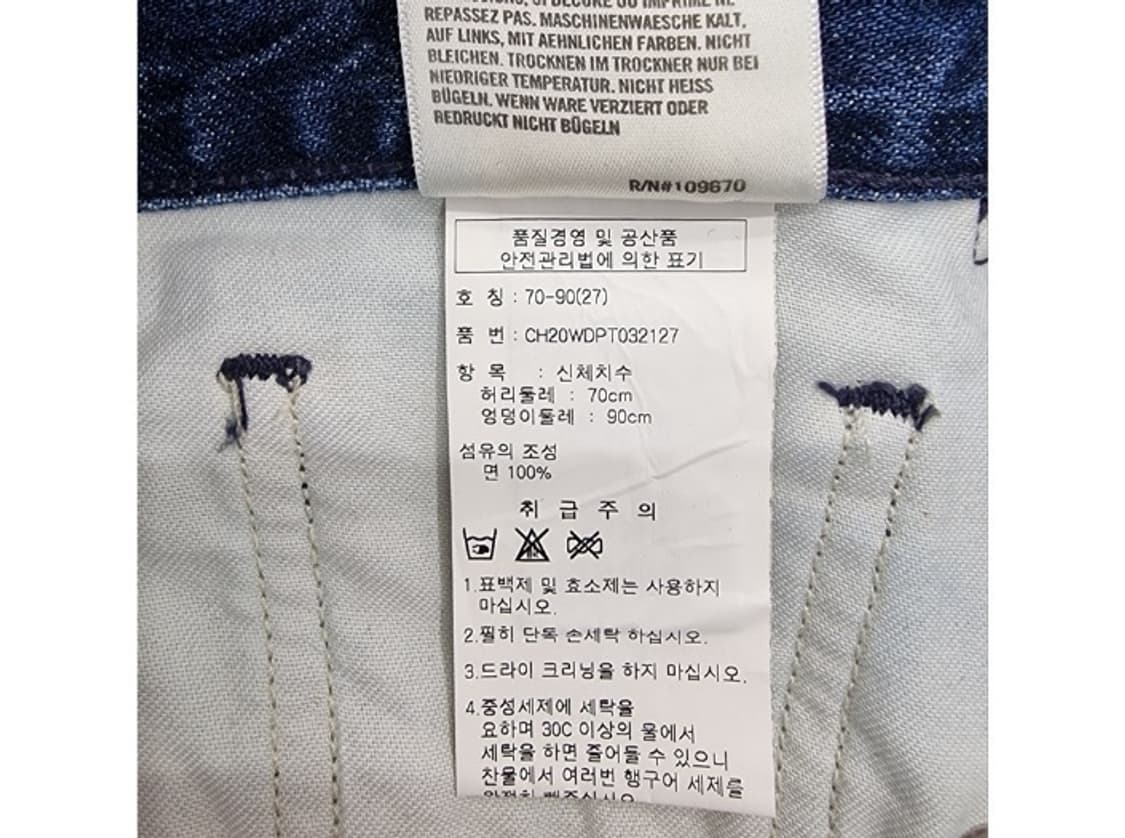 REPASSEZ PAS. MASCHINENWAESCHE KALT,
AUF LINKS, MIT AEHNLICHEN FARBEN. NICHT
BLEICHEN. TROCKNEN IM TROCKNER NUR BEI
NIEDRIGER TEMPERATUR. NICHT HEISS
BÜGELN. WENN WARE VERZIERT ODER
BEDRUCKT NICHT BÜGELN
R/N#109670
품질경영 및 공산품
안전관리법에 의한 표기
호 칭 : 70-90(27)
품 번 : CH20WDPT032127
항 목 : 신체치수
허리둘레 : 70cm
엉덩이둘레 : 90cm
섬유의 조성
면 100%
취 급 주 의
1.표백제 및 효소제는 사용하지
마십시오.
2.필히 단독 손세탁 하십시오.
3.드라이 크리닝을 하지 마십시오.
4.중성세제에 세탁을
요하며 30C 이상의 물에서
세탁을 하면 줄어들 수 있으니
찬물에서 여러번 행구어 세제를